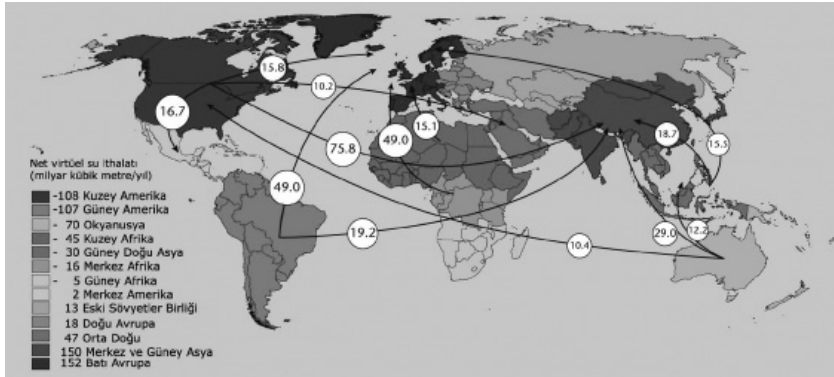 15.8
10.2
16.7
15.1
49.0
75.8
18.7
15.5
49.0
19.2
29.0
12.2
10.4
Net virtüel su ithalatı
(milyar kübik metre/yıl)
-108 Kuzey Amerika
-107 Güney Amerika
- 70 Okyanusya
- 45 Kuzey Afrika
- 30 Güney Doğu Asya
- 16 Merkez Afrika
- 5 Güney Afrika
2 Merkez Amerika
13 Eski Sövyetler Birliği
18 Doğu Avrupa
47 Orta Doğu
150 Merkez ve Güney Asya
152 Batı Avrupa